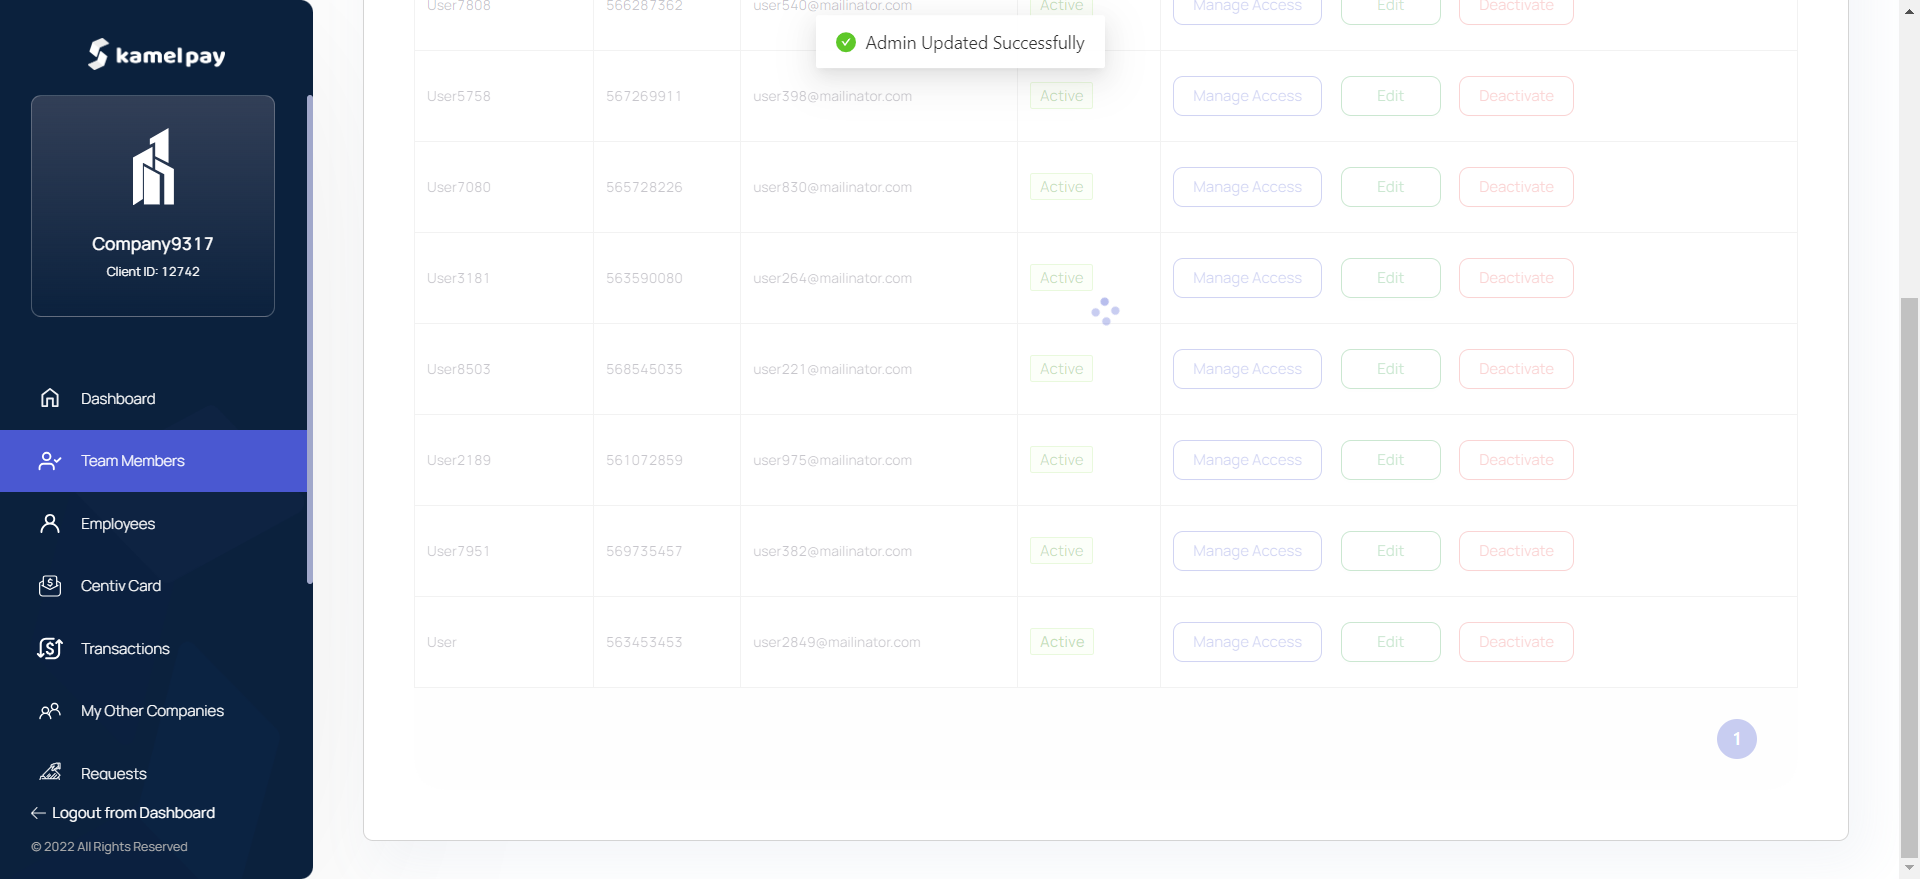 kamelpay
Company9317
Client ID: 12742
Dashboard
Team Members
Employees
Centiv Card
Transactions
My Other Companies
Requests
Logout from Dashboard
© 2022 All Rights Reserved
Admin Updated Successfully
User7808 566287362 user540@mailinator.com Active Manage Access Edit Deactivate
User5758 567269911 user398@mailinator.com Active Manage Access Edit Deactivate
User7080 565728226 user830@mailinator.com Active Manage Access Edit Deactivate
User3181 563590080 user264@mailinator.com Active Manage Access Edit Deactivate
User8503 568545035 user221@mailinator.com Active Manage Access Edit Deactivate
User2189 561072859 user975@mailinator.com Active Manage Access Edit Deactivate
User7951 569735457 user382@mailinator.com Active Manage Access Edit Deactivate
User 563453453 user2849@mailinator.com Active Manage Access Edit Deactivate
1